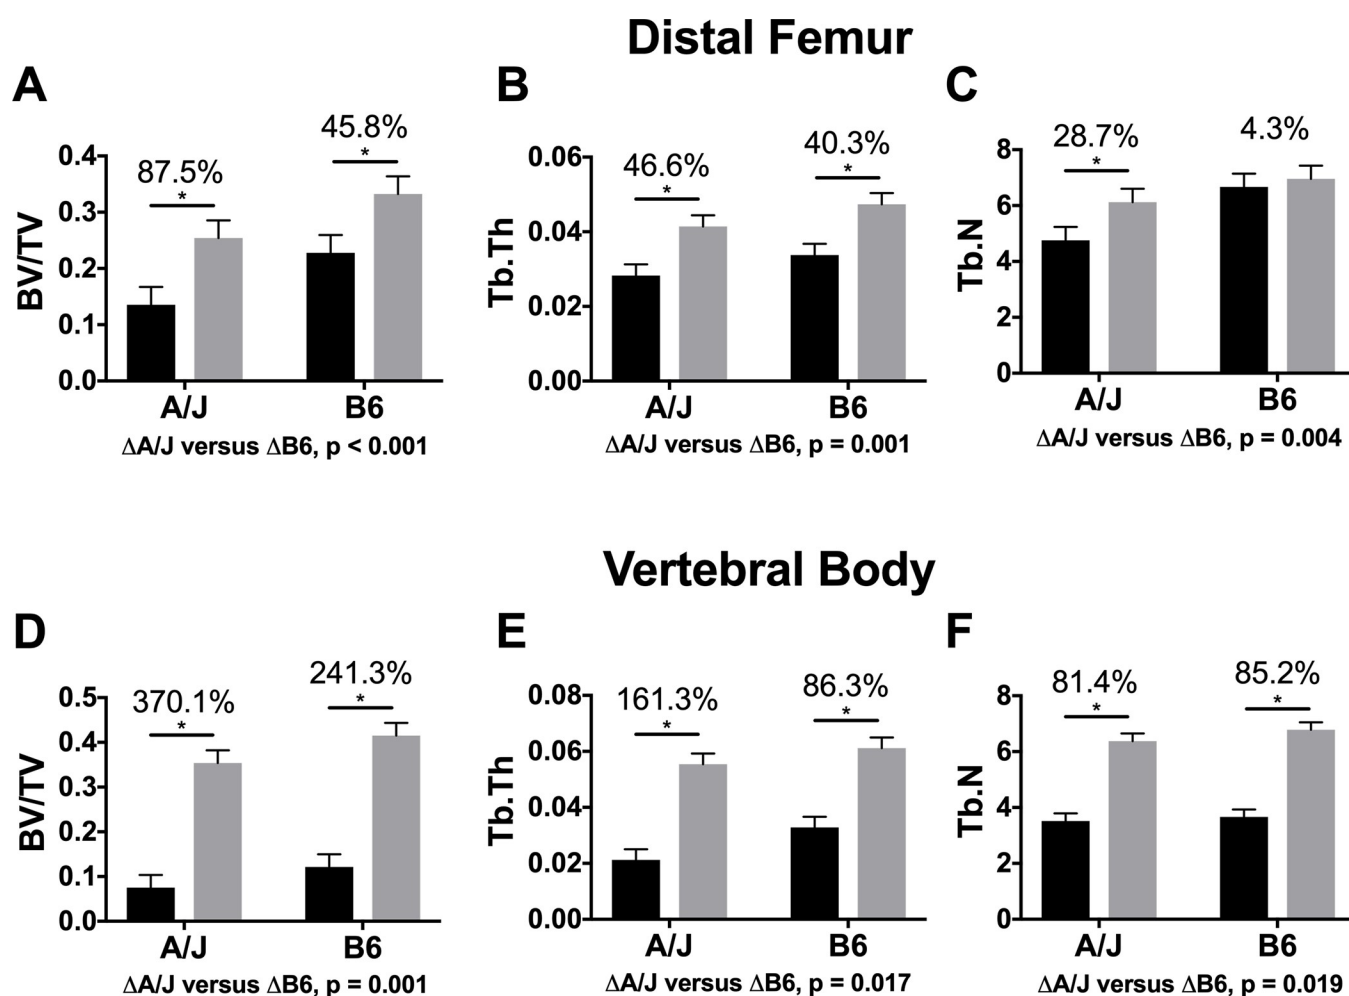 Distal Femur
A
BV/TV
0.4
0.3
0.2
0.1
0.0
87.5%
*
45.8%
*
A/J
B6
ΔA/J versus ΔB6, p < 0.001
B
Tb.Th
0.06
0.04
0.02
0.00
46.6%
*
40.3%
*
A/J
B6
ΔA/J versus ΔB6, p = 0.001
C
Tb.N
8
6
4
2
0
28.7%
*
4.3%
A/J
B6
ΔA/J versus ΔB6, p = 0.004
Vertebral Body
D
BV/TV
0.5
0.4
0.3
0.2
0.1
0.0
370.1%
*
241.3%
*
A/J
B6
ΔA/J versus ΔB6, p = 0.001
E
Tb.Th
0.08
0.06
0.04
0.02
0.00
161.3%
*
86.3%
*
A/J
B6
ΔA/J versus ΔB6, p = 0.017
F
Tb.N
8
6
4
2
0
81.4%
*
85.2%
*
A/J
B6
ΔA/J versus ΔB6, p = 0.019